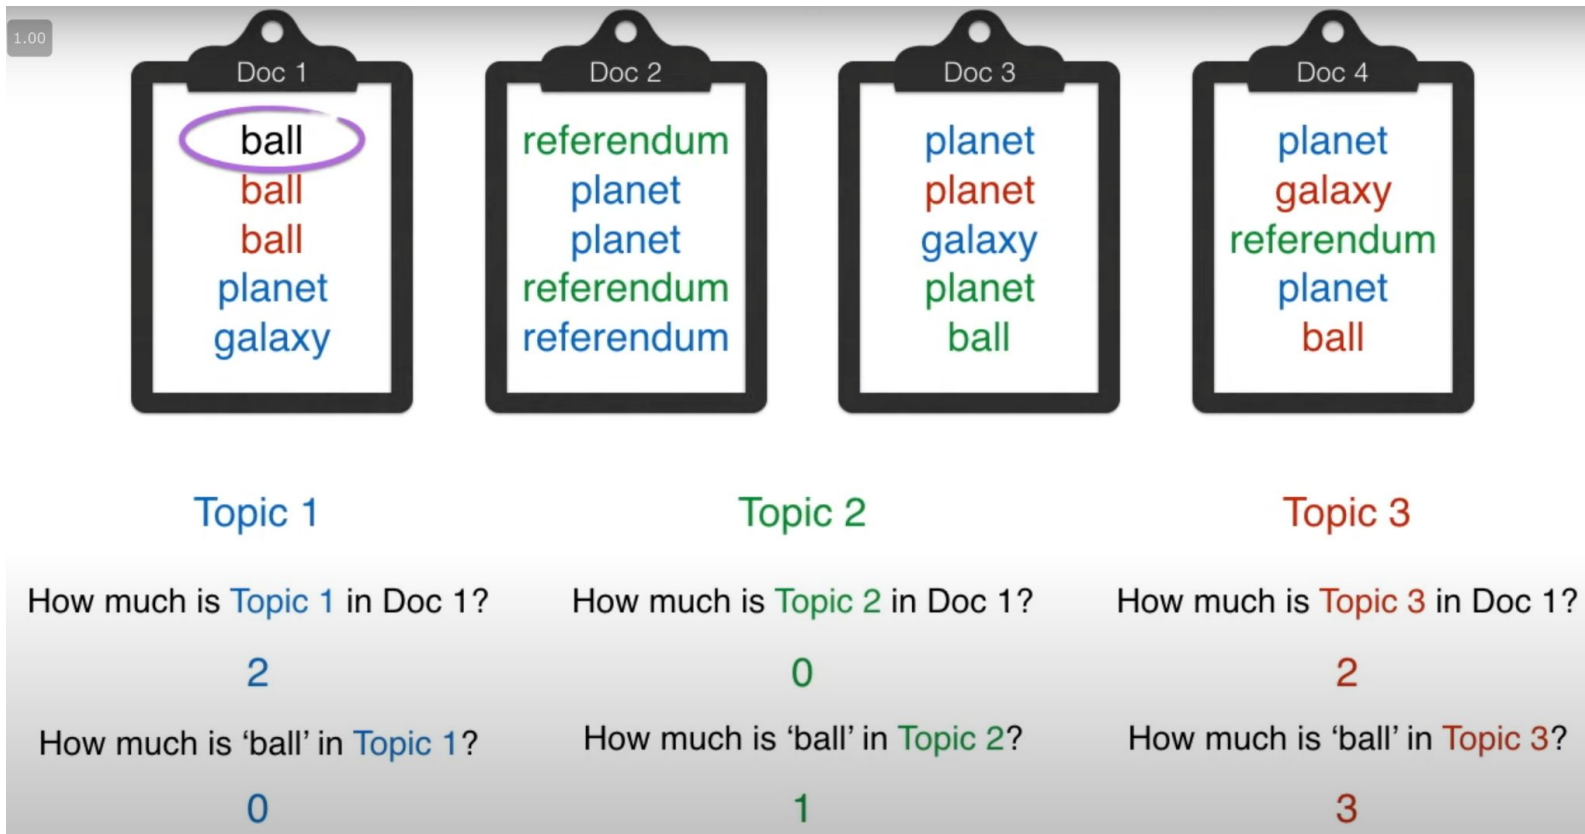 1.00
Doc 1
ball
ball
ball
planet
galaxy
Doc 2
referendum
planet
planet
referendum
referendum
Doc 3
planet
planet
galaxy
planet
ball
Doc 4
planet
galaxy
referendum
planet
ball
Topic 1
How much is Topic 1 in Doc 1?
2
How much is ‘ball’ in Topic 1?
0
Topic 2
How much is Topic 2 in Doc 1?
0
How much is ‘ball’ in Topic 2?
1
Topic 3
How much is Topic 3 in Doc 1?
2
How much is ‘ball’ in Topic 3?
3